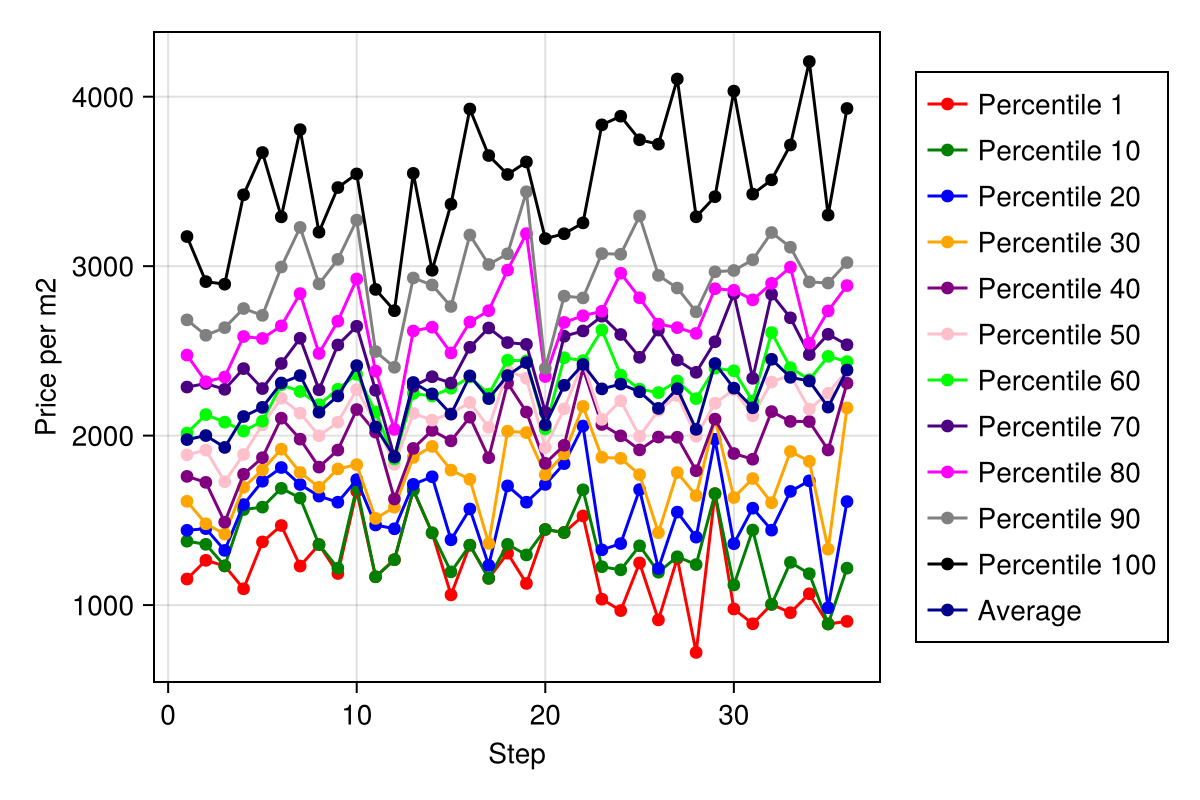 4000
3000
2000
1000
Price per m2
0 10 20 30
Step
Percentile 1
Percentile 10
Percentile 20
Percentile 30
Percentile 40
Percentile 50
Percentile 60
Percentile 70
Percentile 80
Percentile 90
Percentile 100
Average